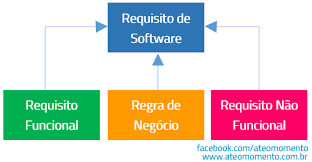 Requisito de
Software
Requisito
Funcional
Regra de
Negócio
Requisito Não
Funcional
facebook.com/ateomomento
www.ateomomento.com.br